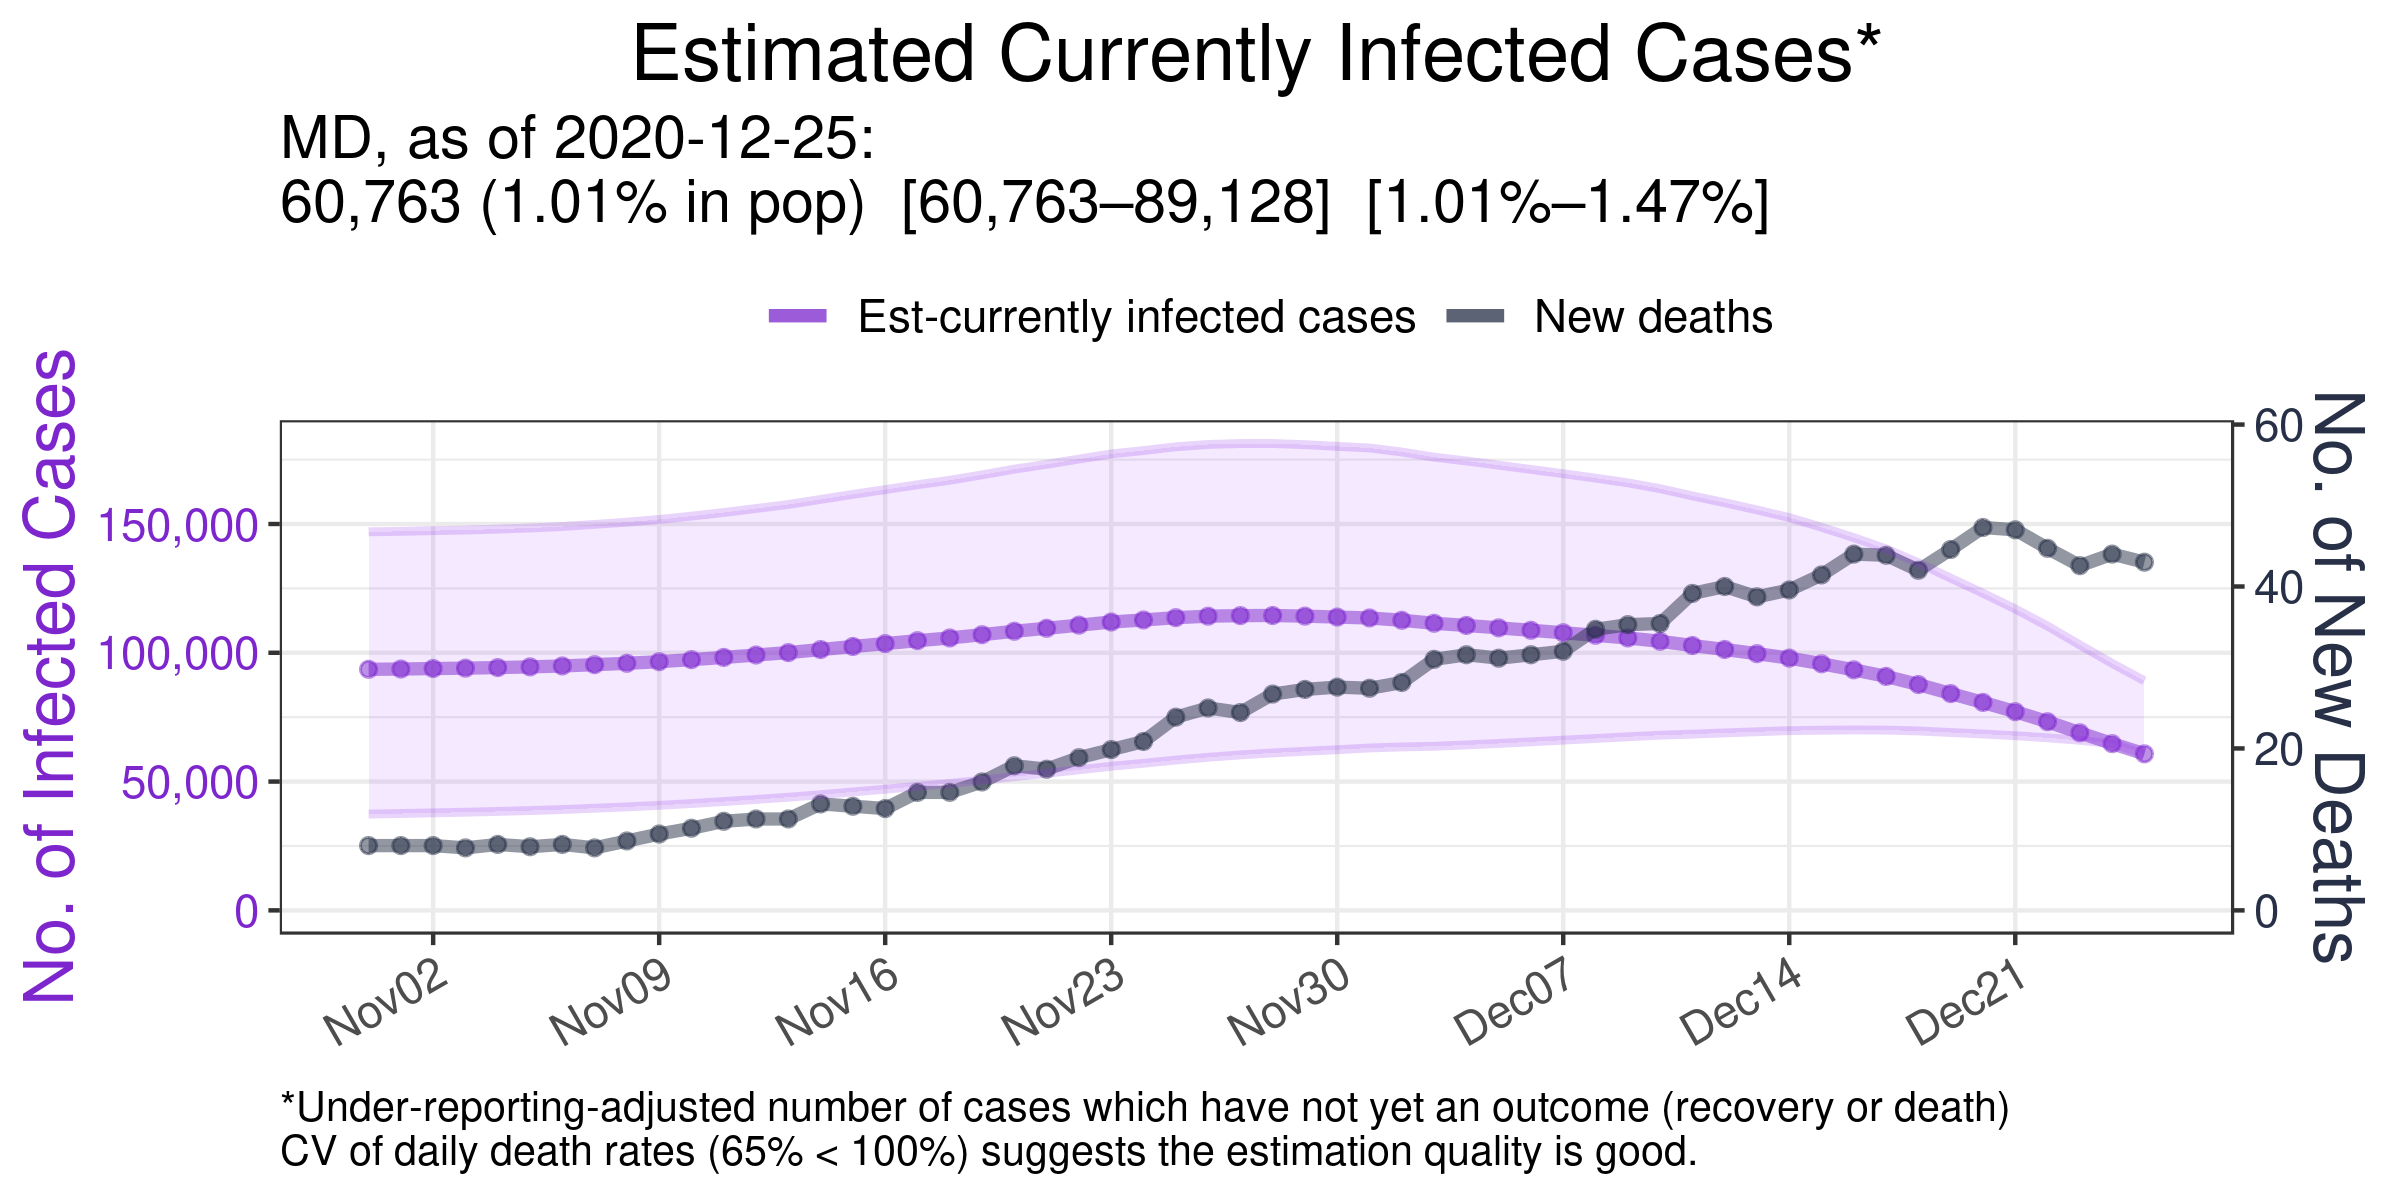 Estimated Currently Infected Cases*
MD, as of 2020-12-25:
60,763 (1.01% in pop)  [60,763–89,128]  [1.01%–1.47%]
Est-currently infected cases
New deaths
No. of Infected Cases
150,000
100,000
50,000
0
60
40
20
0
No. of New Deaths
Nov02
Nov09
Nov16
Nov23
Nov30
Dec07
Dec14
Dec21
*Under-reporting-adjusted number of cases which have not yet an outcome (recovery or death)
CV of daily death rates (65% < 100%) suggests the estimation quality is good.